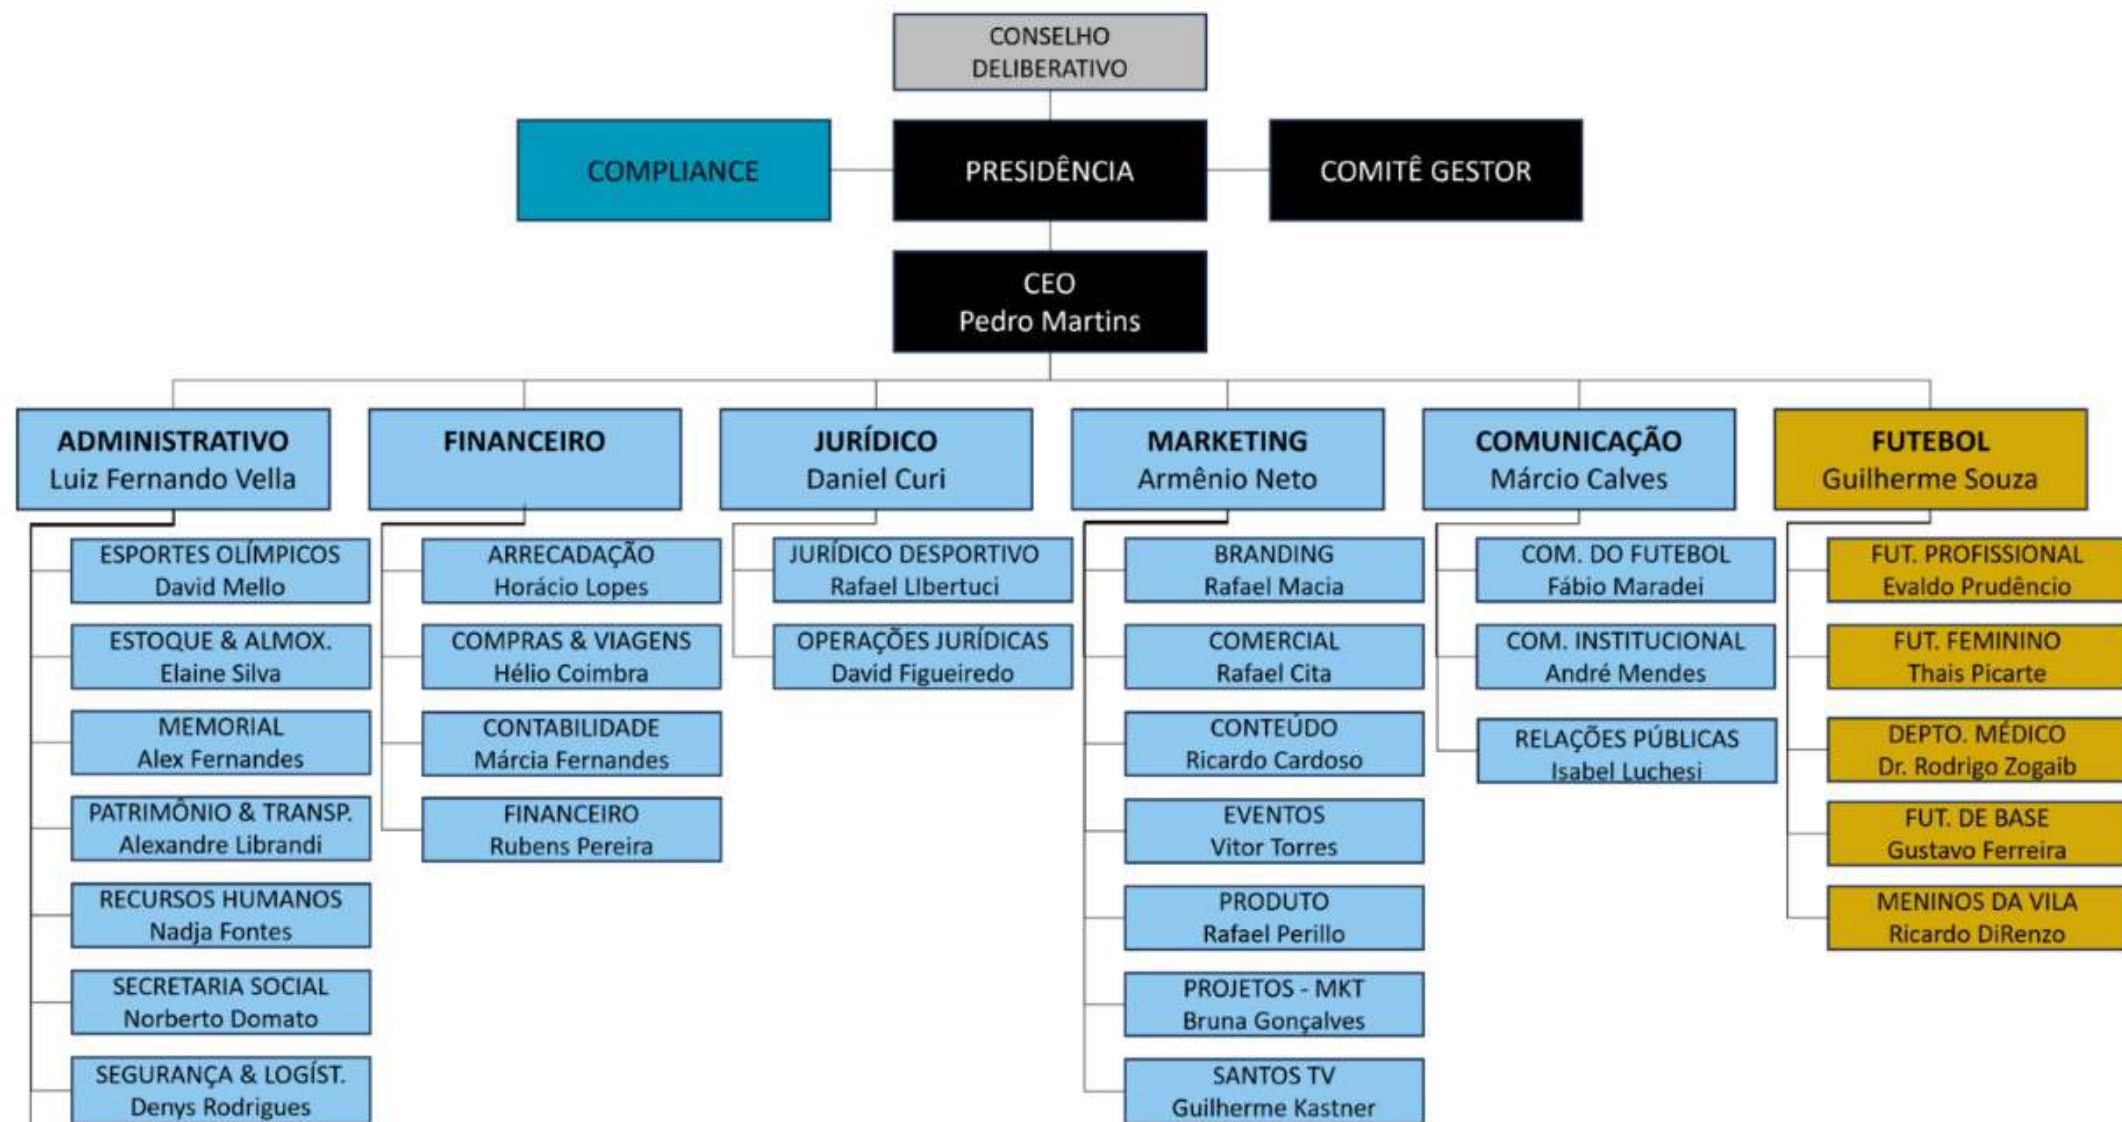 CONSELHO
DELIBERATIVO
COMPLIANCE
PRESIDÊNCIA
COMITÊ GESTOR
CEO
Pedro Martins
ADMINISTRATIVO
Luiz Fernando Vella
ESPORTES OLÍMPICOS
David Mello
ESTOQUE & ALMOX.
Elaine Silva
MEMORIAL
Alex Fernandes
PATRIMÔNIO & TRANSP.
Alexandre Librandi
RECURSOS HUMANOS
Nadja Fontes
SECRETARIA SOCIAL
Norberto Domato
SEGURANÇA & LOGÍST.
Denys Rodrigues
FINANCEIRO
ARRECADAÇÃO
Horácio Lopes
COMPRAS & VIAGENS
Hélio Coimbra
CONTABILIDADE
Márcia Fernandes
FINANCEIRO
Rubens Pereira
JURÍDICO
Daniel Curi
JURÍDICO DESPORTIVO
Rafael LIbertuci
OPERAÇÕES JURÍDICAS
David Figueiredo
MARKETING
Armênio Neto
BRANDING
Rafael Macia
COMERCIAL
Rafael Cita
CONTEÚDO
Ricardo Cardoso
EVENTOS
Vitor Torres
PRODUTO
Rafael Perillo
PROJETOS - MKT
Bruna Gonçalves
SANTOS TV
Guilherme Kastner
COMUNICAÇÃO
Márcio Calves
COM. DO FUTEBOL
Fábio Maradei
COM. INSTITUCIONAL
André Mendes
RELAÇÕES PÚBLICAS
Isabel Luchesi
FUTEBOL
Guilherme Souza
FUT. PROFISSIONAL
Evaldo Prudêncio
FUT. FEMININO
Thais Picarte
DEPTO. MÉDICO
Dr. Rodrigo Zogaib
FUT. DE BASE
Gustavo Ferreira
MENINOS DA VILA
Ricardo DiRenzo